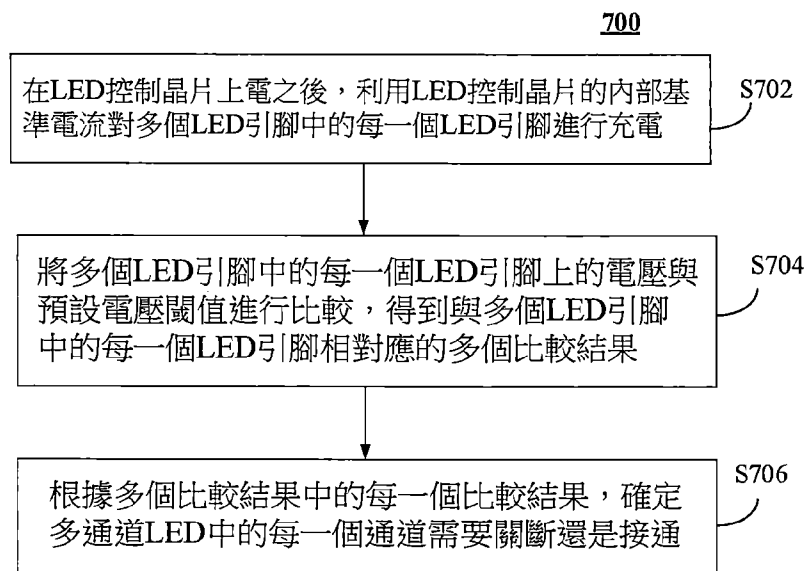 700
在LED控制晶片上電之後，利用LED控制晶片的內部基
準電流對多個LED引腳中的每一個LED引腳進行充電
S702
將多個LED引腳中的每一個LED引腳上的電壓與
預設電壓閾值進行比較，得到與多個LED引腳
中的每一個LED引腳相對應的多個比較結果
S704
根據多個比較結果中的每一個比較結果，確定
多通道LED中的每一個通道需要關斷還是接通
S706